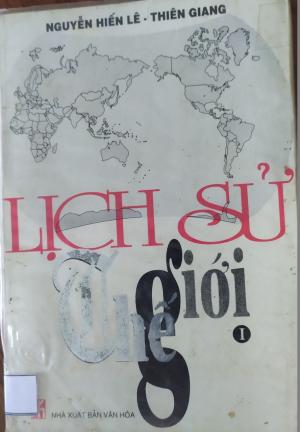 NGUYỄN HIẾN LÊ - THIÊN GIANG
LỊCH SỬ
Thế giới
I
NHÀ XUẤT BẢN VĂN HÓA